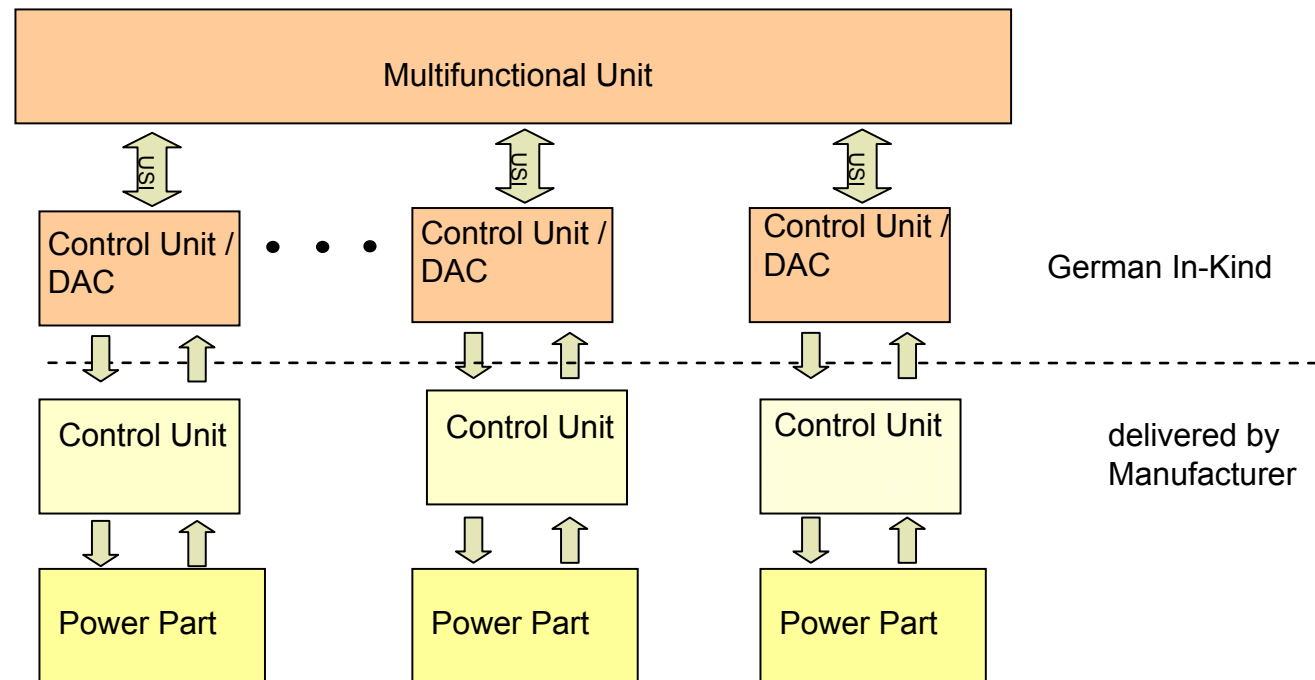 Multifunctional Unit
USI
USI
USI
Control Unit /
DAC
Control Unit /
DAC
Control Unit /
DAC
German In-Kind
Control Unit
Control Unit
Control Unit
delivered by
Manufacturer
Power Part
Power Part
Power Part